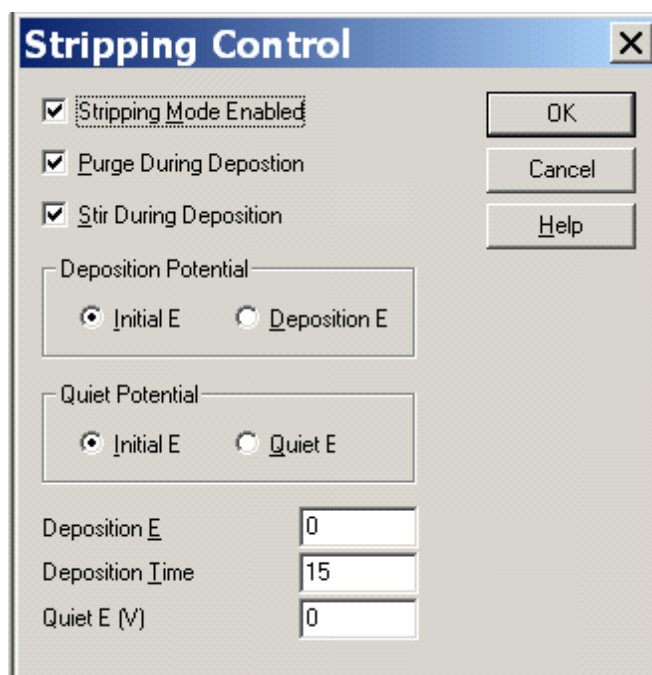 Stripping Control
Stripping Mode Enabled
OK
Purge During Depostion
Cancel
Stir During Deposition
Help
Deposition Potential
Initial E
Deposition E
Quiet Potential
Initial E
Quiet E
Deposition E
0
Deposition Time
15
Quiet E (V)
0